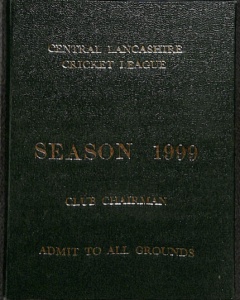 CENTRAL LANCASHIRE
CRICKET LEAGUE
SEASON 1999
CLUB CHAIRMAN
ADMIT TO ALL GROUNDS